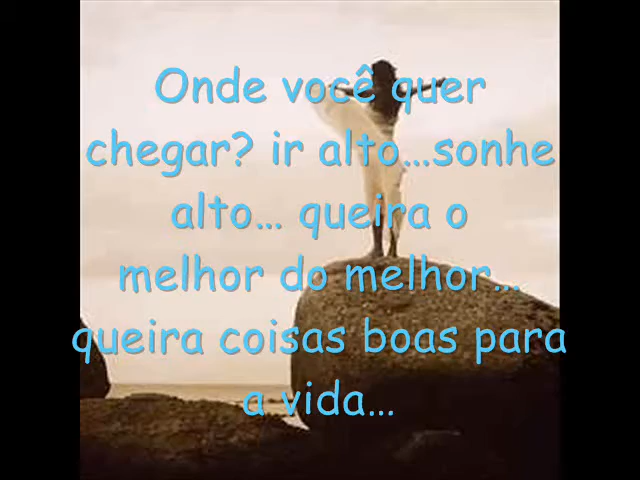 Onde você quer
chegar? ir alto...sonhe
alto... queira o
melhor do melhor...
queira coisas boas para
a vida...